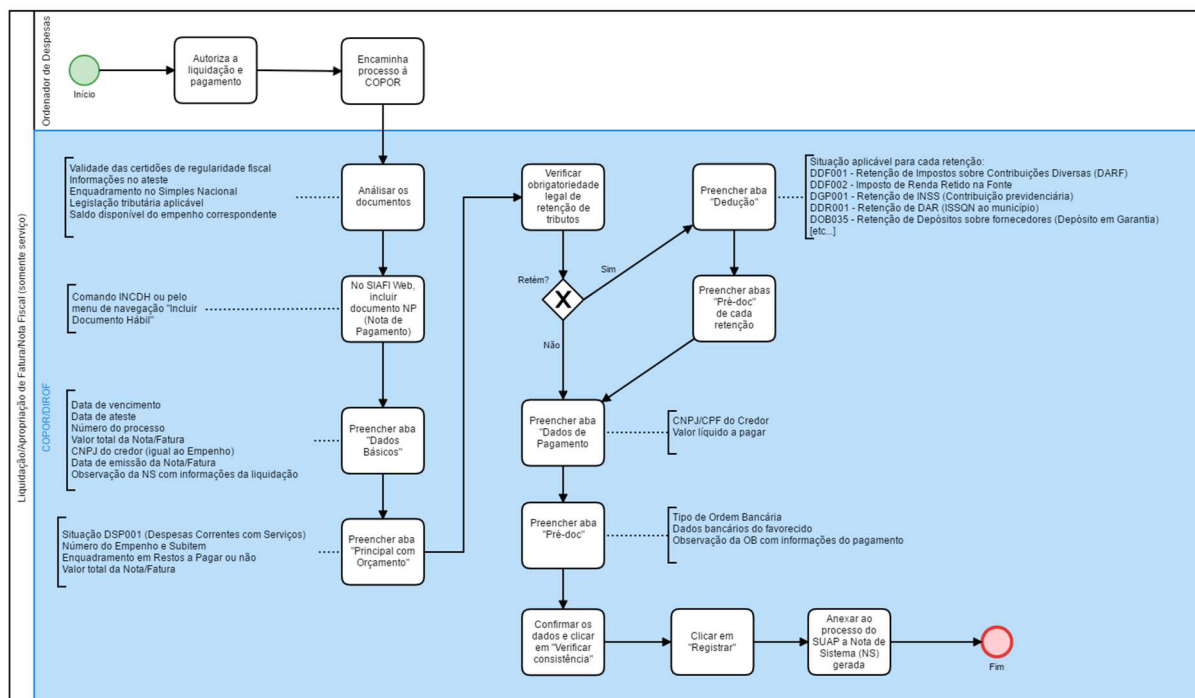 Liquidação/Apropriação de Fatura/Nota Fiscal (somente serviço)
Ordenador de Despesas
Início
Autoriza a
liquidação e
pagamento
Encaminha
processo à
COPOR
COPOR/DIROF
Validade das certidões de regularidade fiscal
Informações no ateste
Enquadramento no Simples Nacional
Legislação tributária aplicável
Saldo disponível do empenho correspondente
Análisar os
documentos
Comando INCDH ou pelo
menu de navegação "Incluir
Documento Hábil"
No SIAFI Web,
incluir
documento NP
(Nota de
Pagamento)
Data de vencimento
Data de ateste
Número do processo
Valor total da Nota/Fatura
CNPJ do credor (igual ao Empenho)
Data de emissão da Nota/Fatura
Observação da NS com informações da liquidação
Preencher aba
"Dados
Básicos"
Situação DSP001 (Despesas Correntes com Serviços)
Número do Empenho e Subitem
Enquadramento em Restos a Pagar ou não
Valor total da Nota/Fatura
Preencher aba
"Principal com
Orçamento"
Verificar
obrigatoriedade
legal de
retenção de
tributos
Retém?
Sim
Não
Preencher aba
"Dedução"
Situação aplicável para cada retenção:
DDF001 - Retenção de Impostos sobre Contribuições Diversas (DARF)
DDF002 - Imposto de Renda Retido na Fonte
DGP001 - Retenção de INSS (Contribuição previdenciária)
DDR001 - Retenção de DAR (ISSQN ao município)
DOB035 - Retenção de Depósitos sobre fornecedores (Depósito em Garantia)
[etc...]
Preencher abas
"Pré-doc"
de cada
retenção
Preencher aba
"Dados de
Pagamento
CNPJ/CPF do Credor
Valor líquido a pagar
Preencher aba
"Pré-doc"
Tipo de Ordem Bancária
Dados bancários do favorecido
Observação da OB com informações do pagamento
Confirmar os
dados e clicar
em "Verificar
consistência"
Clicar em
"Registrar"
Anexar ao
processo do
SUAP a Nota de
Sistema (NS)
gerada
Fim